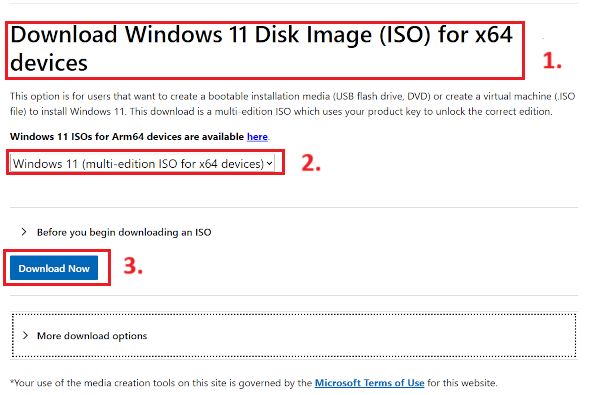 Download Windows 11 Disk Image (ISO) for x64
devices
1.
This option is for users that want to create a bootable installation media (USB flash drive, DVD) or create a virtual machine (.ISO
file) to install Windows 11. This download is a multi-edition ISO which uses your product key to unlock the correct edition.
Windows 11 ISOs for Arm64 devices are available here.
Windows 11 (multi-edition ISO for x64 devices)
2.
Before you begin downloading an ISO
Download Now
3.
More download options
*Your use of the media creation tools on this site is governed by the Microsoft Terms of Use for this website.